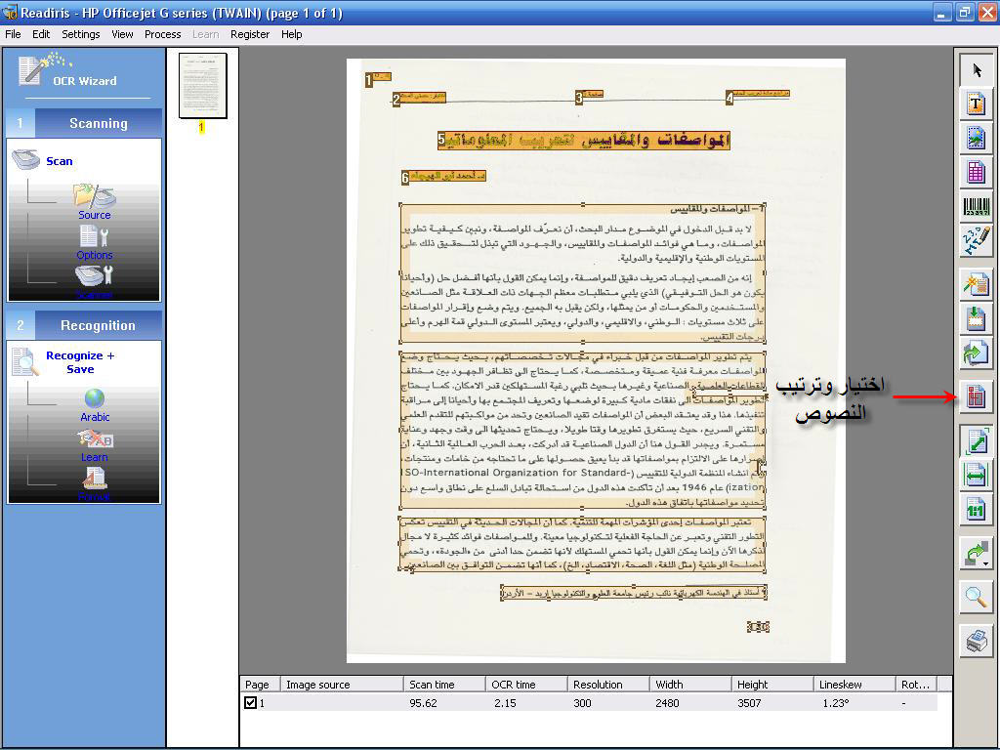 Readiris - HP Officejet G series (TWAIN) (page 1 of 1)
File Edit Settings View Process Learn Register Help
OCR Wizard
1 Scanning
Scan
Source
Options
Scanner
2 Recognition
Recognize +
Save
Arabic
Learn
Format
1
1
2
3
4
5 المواصفات والمقاييس لتعريب المعلوماتية
6 د. أحمد أبو الهيجاء
1- المواصفات والمقاييس
لا بد قبل الدخول في الموضوع مدار البحث، أن نعرّف المواصفة، ونبين كيفية تطوير
المواصفات، وما هي فوائد المواصفات والمقاييس، والجهود التي تبذل لتحقيق ذلك على
المستويات الوطنية والإقليمية والدولية.
إنه من الصعب إيجاد تعريف دقيق للمواصفة، وإنما يمكن القول بأنها أفضل حل (وأحيانا
يكون هو الحل التوفيقي) الذي يلبي متطلبات معظم الجهات ذات العلاقة مثل الصانعين
والمستخدمين والحكومات أو من يمثلها، ولكن يقبل به الجميع. ويتم وضع وإقرار المواصفات
على ثلاث مستويات : الوطني، والاقليمي، والدولي، ويعتبر المستوى الدولي قمة الهرم وأعلى
درجات التقييس.
يتم تطوير المواصفات من قبل خبراء في مجالات تخصصاتهم، بحيث يحتاج وضع
المواصفات معرفة فنية عميقة ومتخصصة، كما يحتاج الى تظافر الجهود بين مختلف
القطاعات العلمية والصناعية وغيرها بحيث تلبي رغبة المستهلكين قدر الامكان. كما يحتاج
تطوير المواصفات الى نفقات مادية كبيرة لوضعها وتعريف المجتمع بها وأحيانا إلى مراقبة
تنفيذها. هذا وقد يعتقد البعض أن المواصفات تقيد الصانعين وتحد من مواكبتهم للتقدم العلمي
والتقني السريع، حيث يستغرق تطويرها وقتا طويلا، ويحتاج تحديثها الى وقت وجهد وعناية
مستمرة. ويجدر القول هنا أن الدول الصناعية قد أدركت، بعد الحرب العالمية الثانية، أن
إصرارها على الالتزام بمواصفاتها قد يعيق حصولها على ما تحتاجه من خامات ومنتجات،
تم انشاء المنظمة الدولية للتقييس (ISO-International Organization for Standard-
ization) عام 1946 بعد أن تأكدت هذه الدول من استحالة تبادل السلع على نطاق واسع دون
تحديد مواصفاتها باتفاق هذه الدول.
تعتبر المواصفات إحدى المؤشرات المهمة للتنمية. كما أن المجالات الحديثة في التقييس تعكس
التطور التقني وتعبر عن الحاجة الفعلية لتكنولوجيا معينة. وللمواصفات فوائد كثيرة لا مجال
لذكرها الآن وإنما يمكن القول بأنها تحمي المستهلك لأنها تضمن حدا أدنى من «الجودة»، وتحمي
المصلحة الوطنية (مثل اللغة، الصحة، الاقتصاد، الخ)، كما أنها تضمن التوافق بين الصانعين
أستاذ في الهندسة الكهربائية نائب رئيس جامعة العلوم والتكنولوجيا إربد – الأردن
اختيار وترتيب
النصوص
Page Image source Scan time OCR time Resolution Width Height Lineskew Rot...
1 95.62 2.15 300 2480 3507 1.23° -